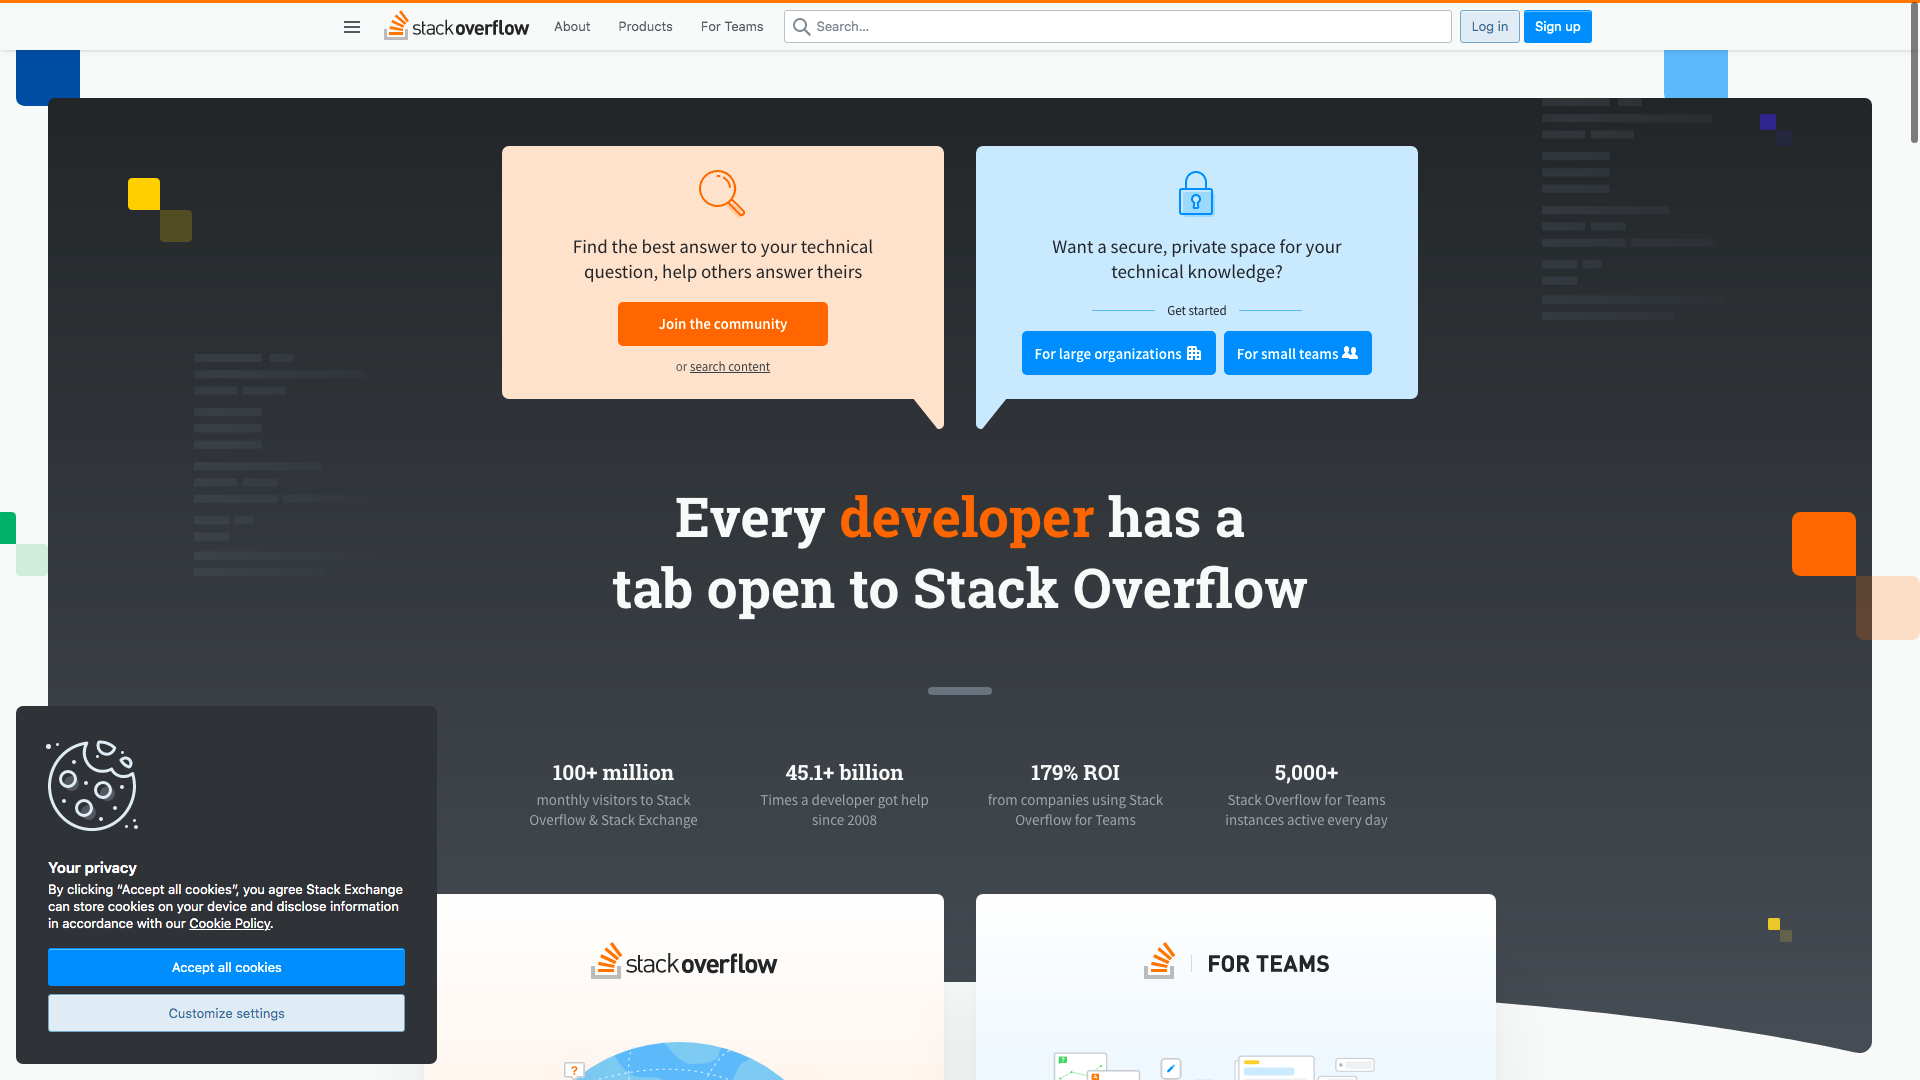 stackoverflow
About
Products
For Teams
Search...
Log in
Sign up
Find the best answer to your technical
question, help others answer theirs
Join the community
or search content
Want a secure, private space for your
technical knowledge?
Get started
For large organizations
For small teams
Every developer has a
tab open to Stack Overflow
100+ million
monthly visitors to Stack
Overflow & Stack Exchange
45.1+ billion
Times a developer got help
since 2008
179% ROI
from companies using Stack
Overflow for Teams
5,000+
Stack Overflow for Teams
instances active every day
Your privacy
By clicking “Accept all cookies”, you agree Stack Exchange
can store cookies on your device and disclose information
in accordance with our Cookie Policy.
Accept all cookies
Customize settings
stackoverflow
FOR TEAMS
?
?
A